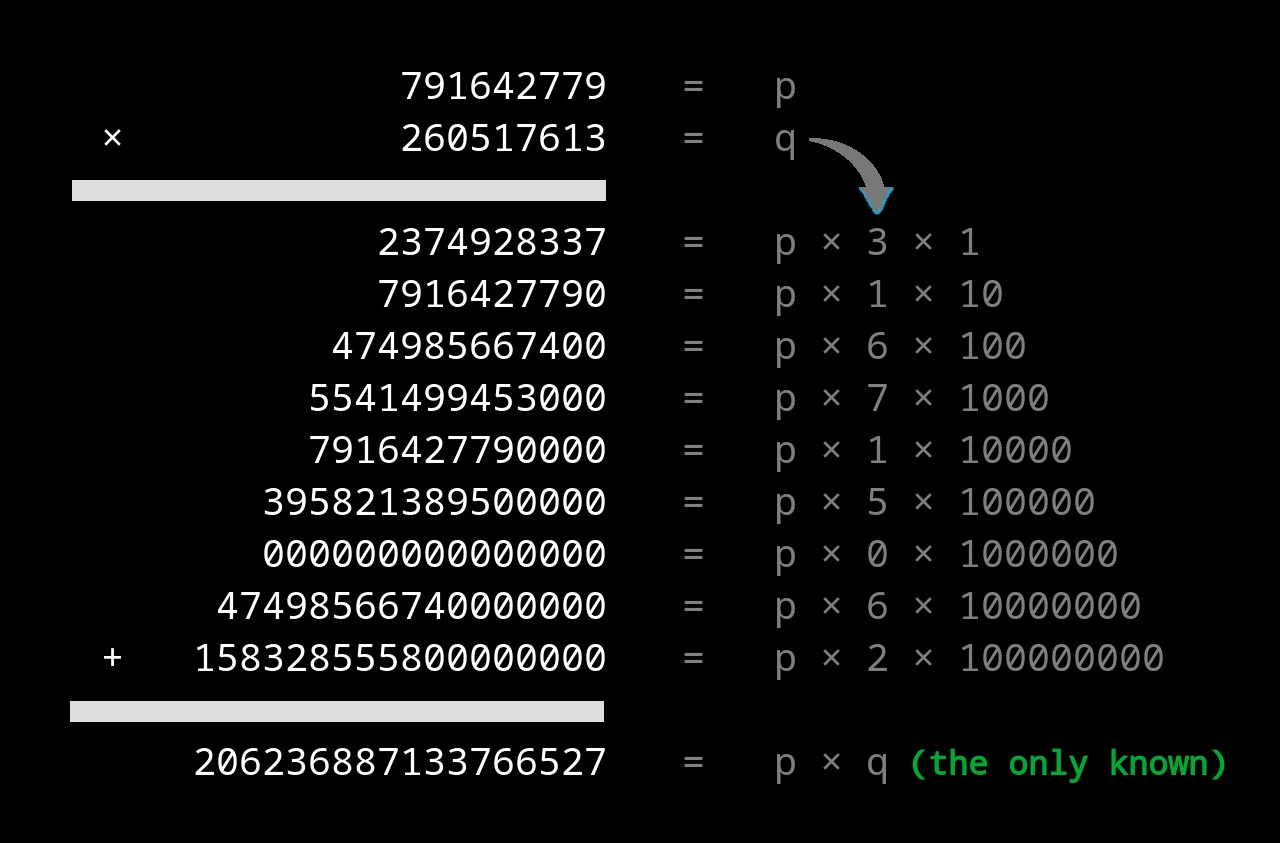 791642779 = p
× 260517613 = q
2374928337 = p × 3 × 1
7916427790 = p × 1 × 10
474985667400 = p × 6 × 100
5541499453000 = p × 7 × 1000
7916427790000 = p × 1 × 10000
395821389500000 = p × 5 × 100000
000000000000000 = p × 0 × 1000000
47498566740000000 = p × 6 × 10000000
+ 158328555800000000 = p × 2 × 100000000
206236887133766527 = p × q (the only known)